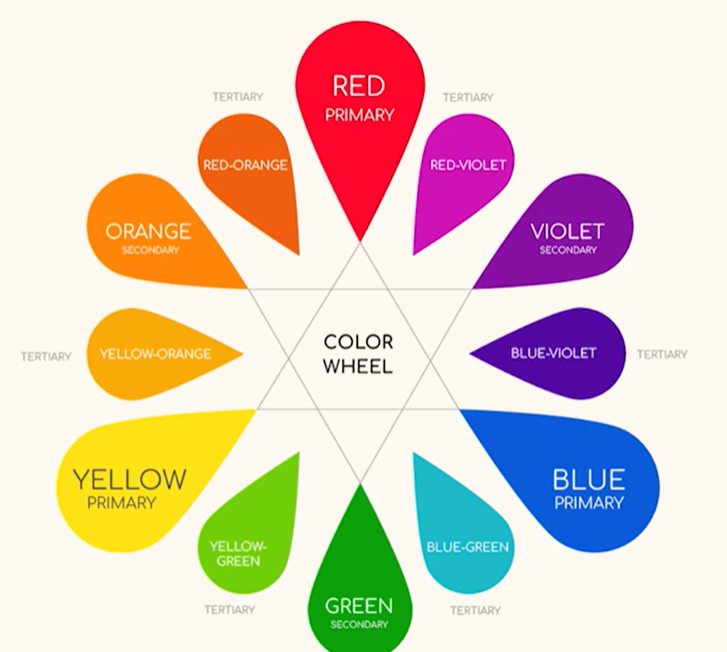 RED
PRIMARY
TERTIARY
TERTIARY
RED-ORANGE
RED-VIOLET
ORANGE
SECONDARY
VIOLET
SECONDARY
COLOR
WHEEL
TERTIARY
YELLOW-ORANGE
BLUE-VIOLET
TERTIARY
YELLOW
PRIMARY
BLUE
PRIMARY
YELLOW-
GREEN
BLUE-GREEN
TERTIARY
GREEN
SECONDARY
TERTIARY